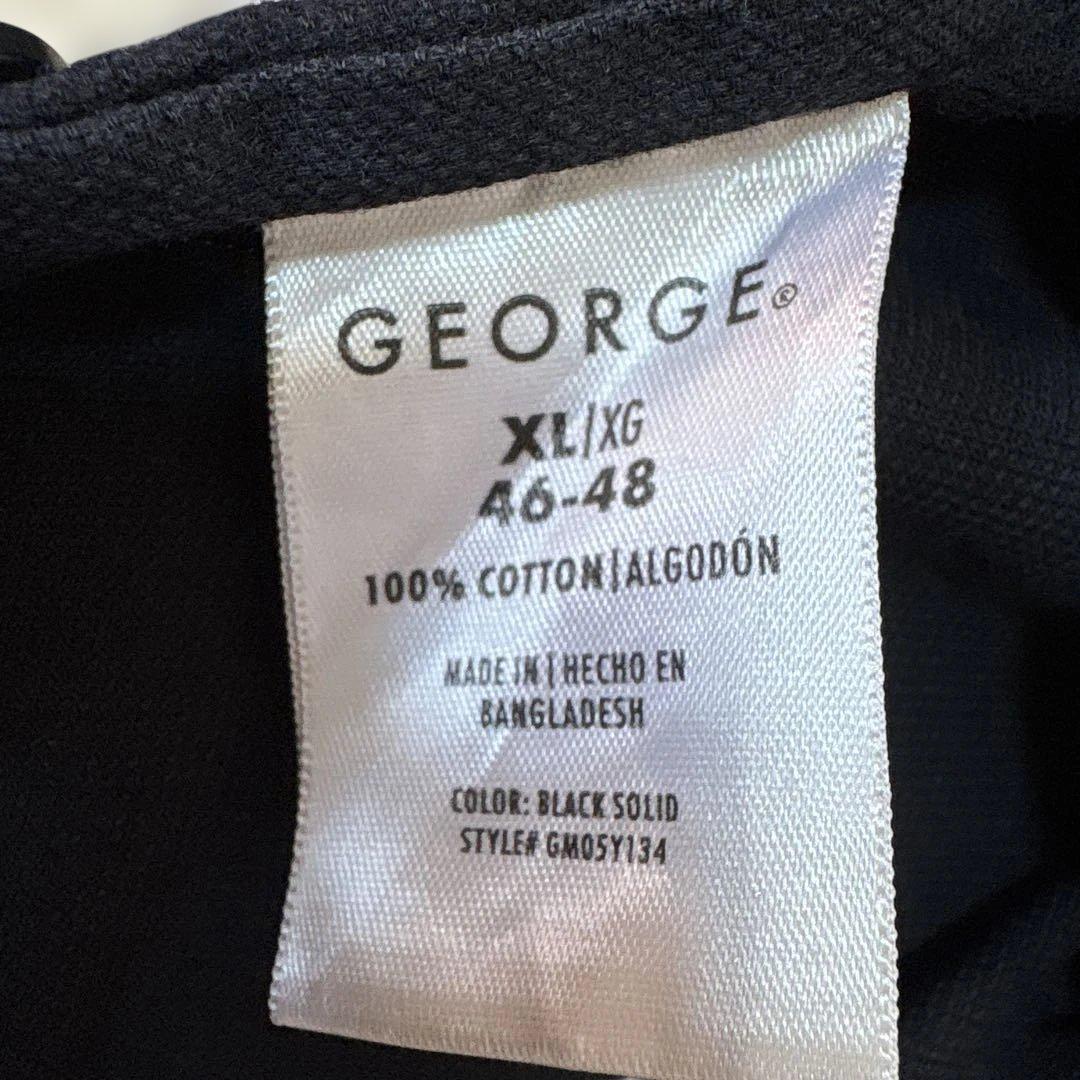 GEORGE®
XL/XG
46-48
100% COTTON|ALGODÓN
MADE IN | HECHO EN
BANGLADESH
COLOR: BLACK SOLID
STYLE# GM05Y134